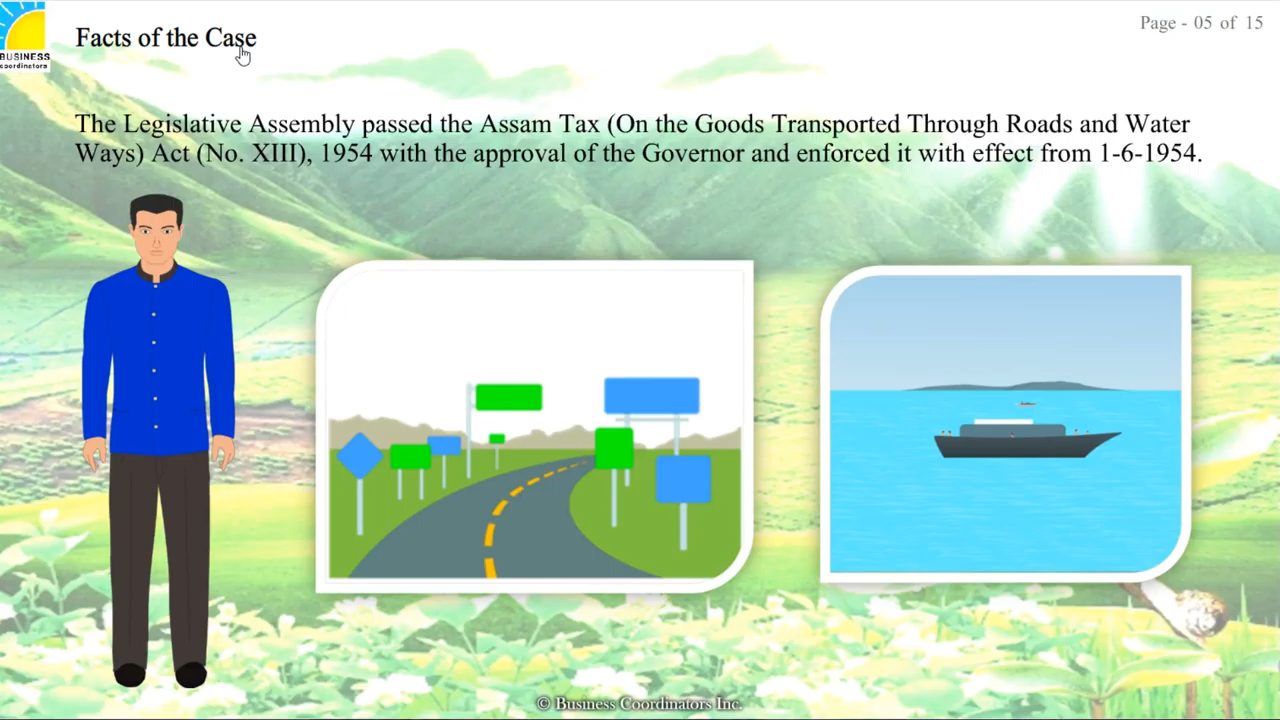 BUSINESS
coordinators
Facts of the Case
Page - 05 of 15
The Legislative Assembly passed the Assam Tax (On the Goods Transported Through Roads and Water
Ways) Act (No. XIII), 1954 with the approval of the Governor and enforced it with effect from 1-6-1954.
© Business Coordinators Inc.